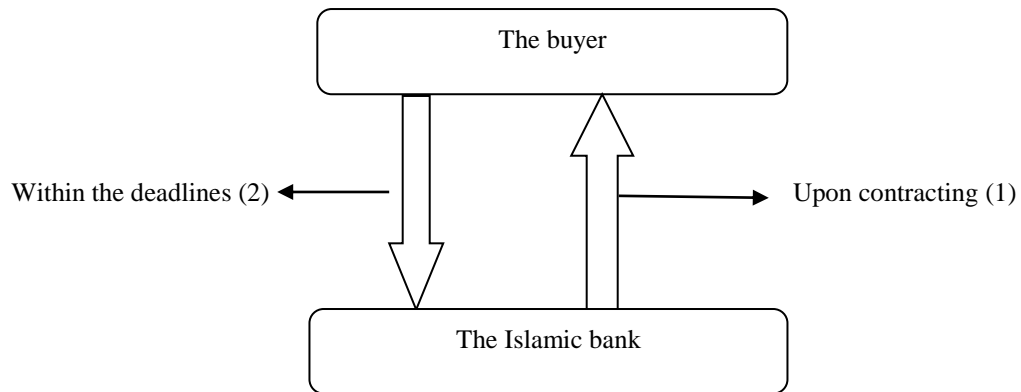 The buyer
Within the deadlines (2)
Upon contracting (1)
The Islamic bank